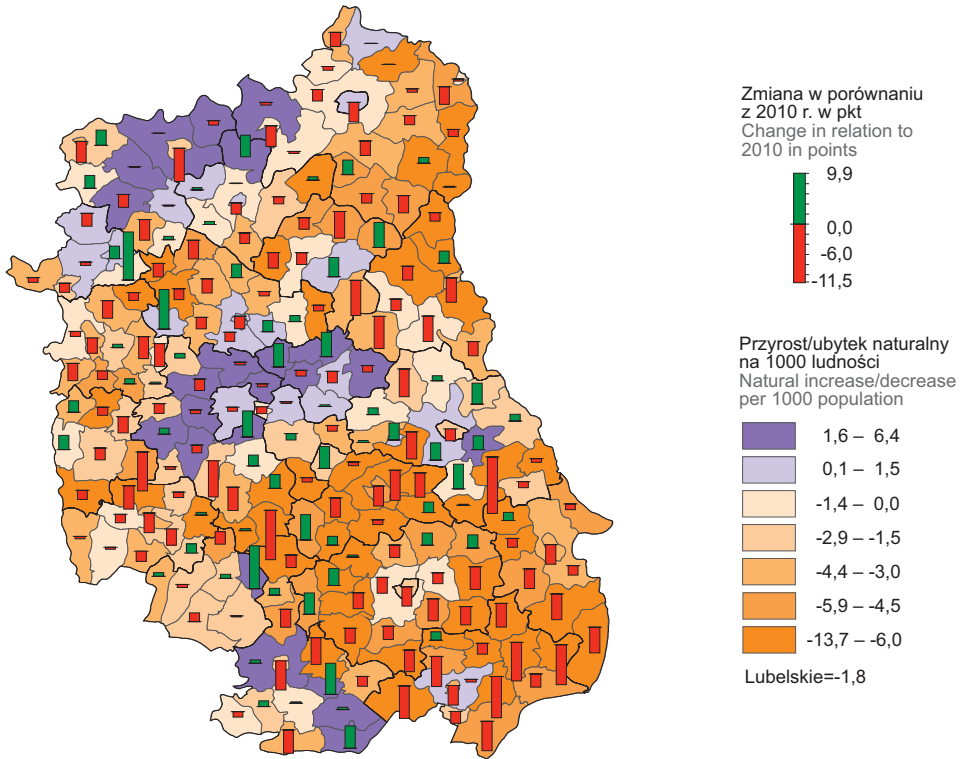 Zmiana w porównaniu
z 2010 r. w pkt
Change in relation to
2010 in points
9,9
0,0
-6,0
-11,5
Przyrost/ubytek naturalny
na 1000 ludności
Natural increase/decrease
per 1000 population
1,6 – 6,4
0,1 – 1,5
-1,4 – 0,0
-2,9 – -1,5
-4,4 – -3,0
-5,9 – -4,5
-13,7 – -6,0
Lubelskie=-1,8